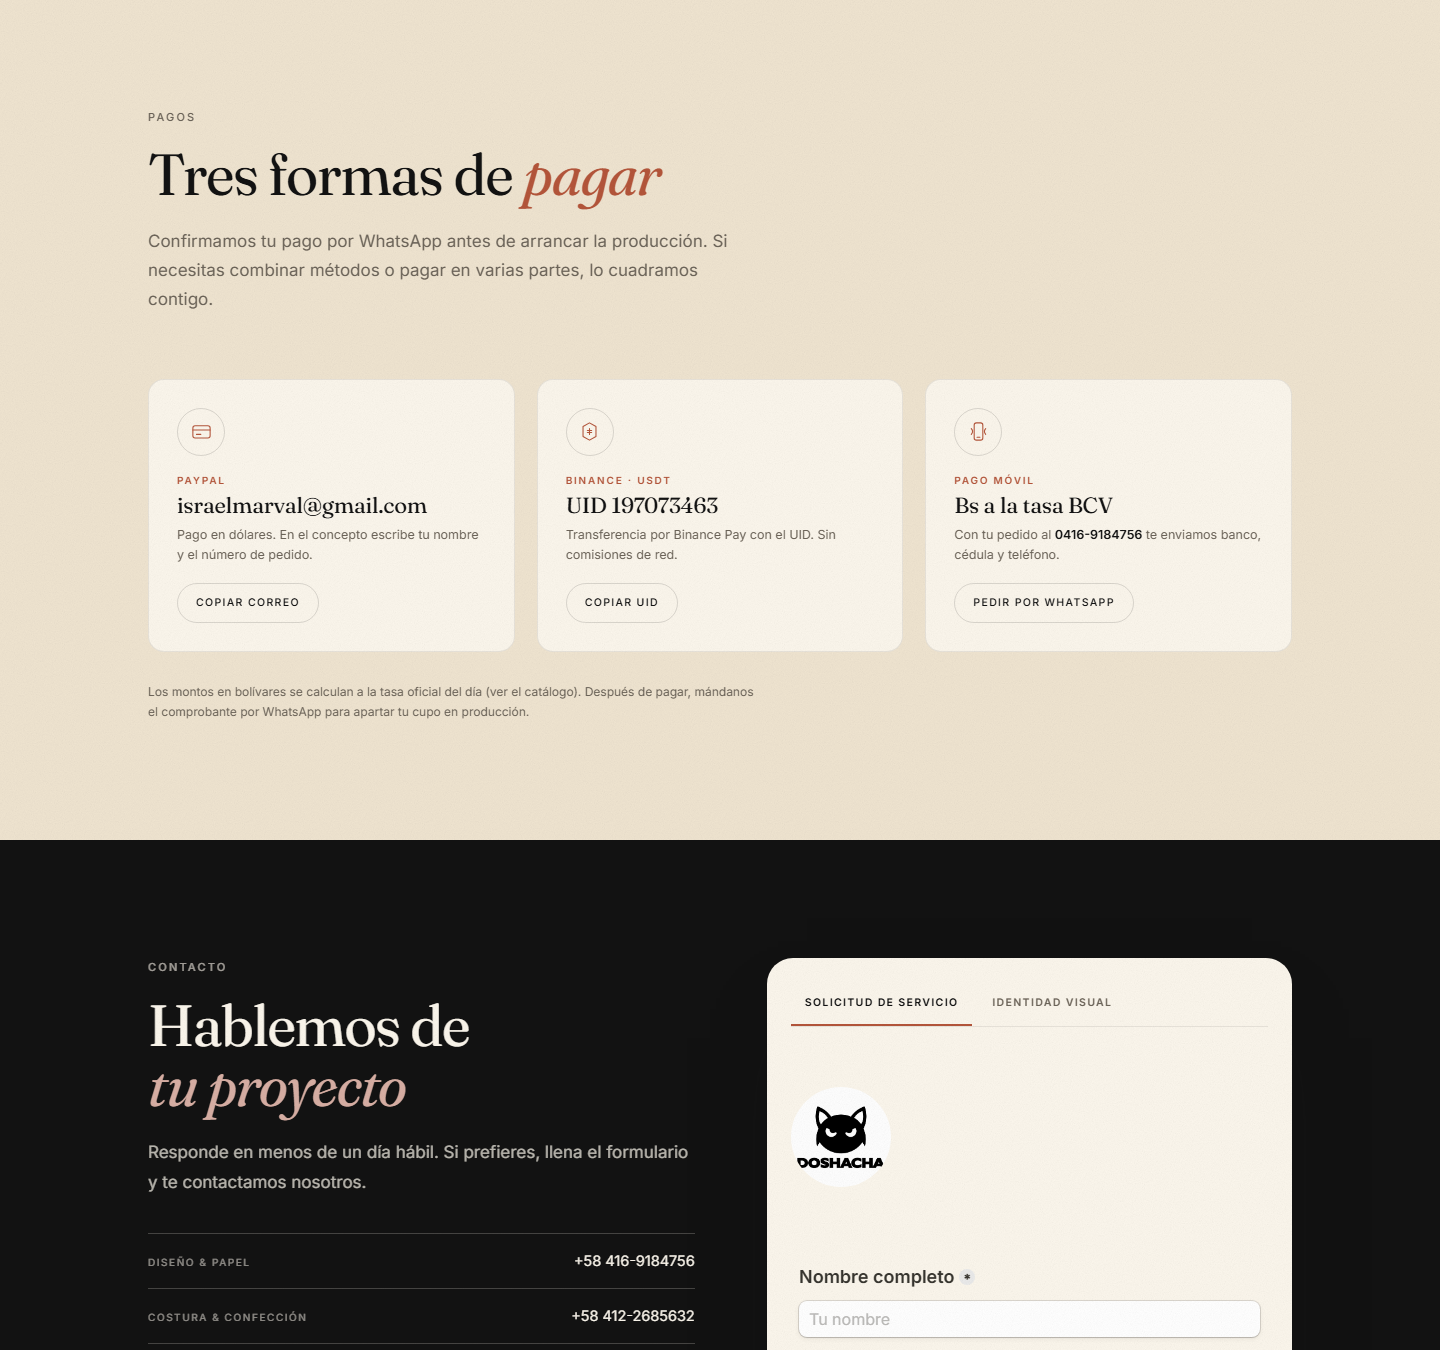 PAGOS
Tres formas de pagar
Confirmamos tu pago por WhatsApp antes de arrancar la producción. Si
necesitas combinar métodos o pagar en varias partes, lo cuadramos
contigo.
PAYPAL
israelmarval@gmail.com
Pago en dólares. En el concepto escribe tu nombre
y el número de pedido.
COPIAR CORREO
BINANCE · USDT
UID 197073463
Transferencia por Binance Pay con el UID. Sin
comisiones de red.
COPIAR UID
PAGO MÓVIL
Bs a la tasa BCV
Con tu pedido al 0416-9184756 te enviamos banco,
cédula y teléfono.
PEDIR POR WHATSAPP
Los montos en bolívares se calculan a la tasa oficial del día (ver el catálogo). Después de pagar, mándanos
el comprobante por WhatsApp para apartar tu cupo en producción.
CONTACTO
Hablemos de
tu proyecto
Responde en menos de un día hábil. Si prefieres, llena el formulario
y te contactamos nosotros.
DISEÑO & PAPEL +58 416-9184756
COSTURA & CONFECCIÓN +58 412-2685632
SOLICITUD DE SERVICIO IDENTIDAD VISUAL
DOSHACHA
Nombre completo *
Tu nombre